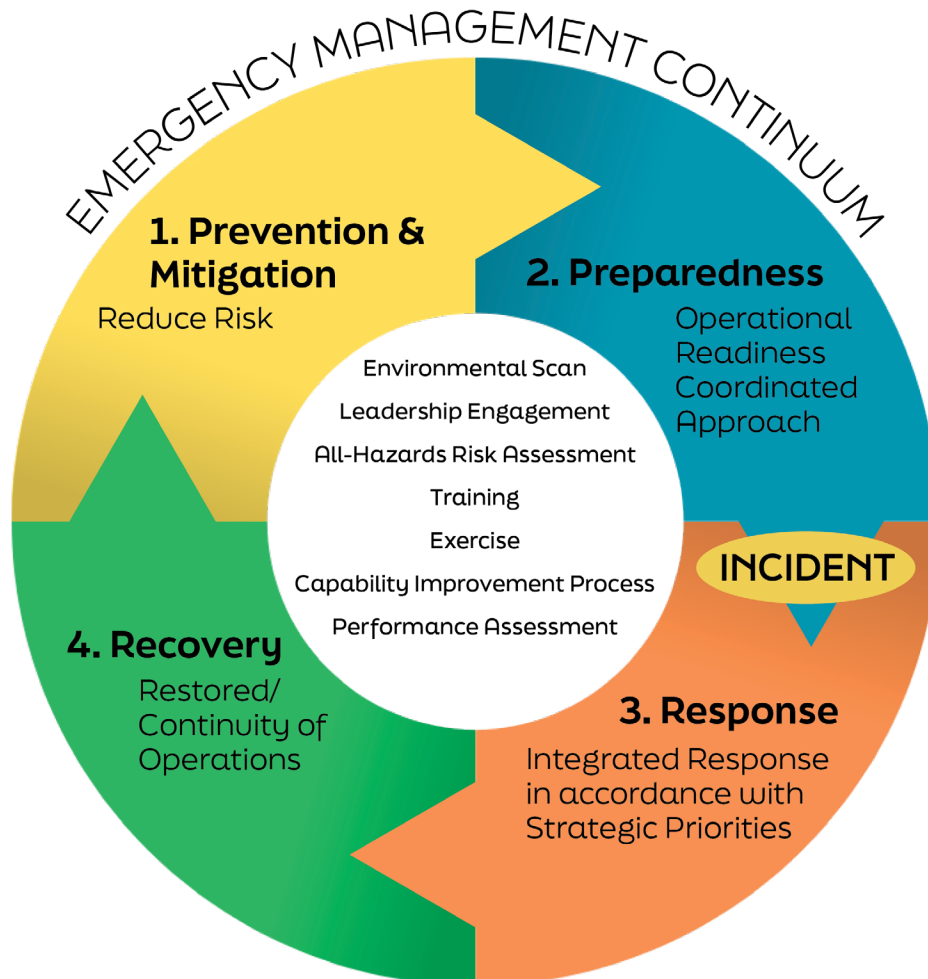 EMERGENCY MANAGEMENT CONTINUUM
1. Prevention &
Mitigation
Reduce Risk
2. Preparedness
Operational
Readiness
Coordinated
Approach
Environmental Scan
Leadership Engagement
All-Hazards Risk Assessment
Training
Exercise
Capability Improvement Process
Performance Assessment
INCIDENT
3. Response
Integrated Response
in accordance with
Strategic Priorities
4. Recovery
Restored/
Continuity of
Operations